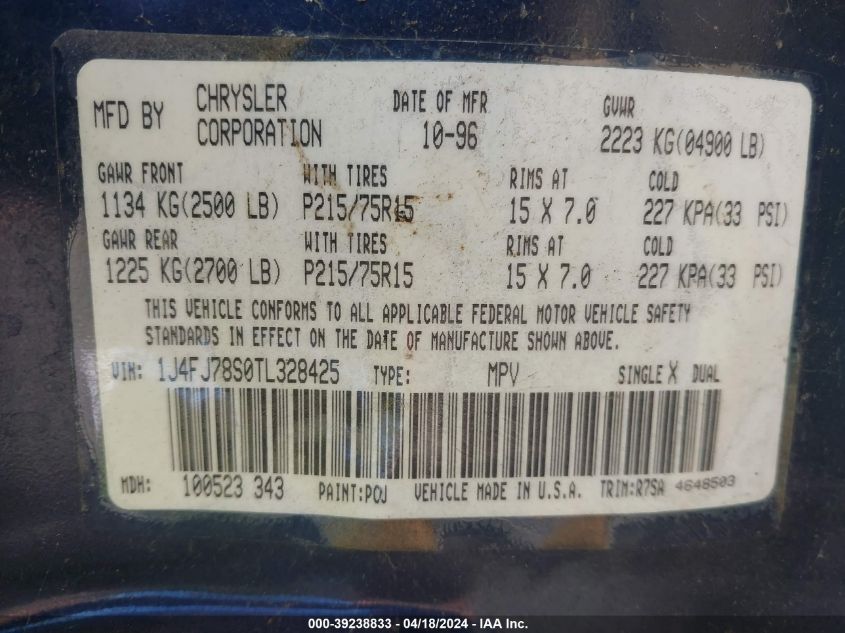 MFD BY CHRYSLER CORPORATION DATE OF MFR 10-96 GVWR 2223 KG(04900 LB)
GAWR FRONT WITH TIRES RIMS AT COLD
1134 KG(2500 LB) P215/75R15 15 X 7.0 227 KPA(33 PSI)
GAWR REAR WITH TIRES RIMS AT COLD
1225 KG(2700 LB) P215/75R15 15 X 7.0 227 KPA(33 PSI)
THIS VEHICLE CONFORMS TO ALL APPLICABLE FEDERAL MOTOR VEHICLE SAFETY
STANDARDS IN EFFECT ON THE DATE OF MANUFACTURE SHOWN ABOVE.
VIN: 1J4FJ78S0TL328425 TYPE: MPV SINGLE X DUAL
MDH: 100523 343 PAINT:PCJ VEHICLE MADE IN U.S.A. TRIM:R7SA 4648503
000-39238833 - 04/18/2024 - IAA Inc.